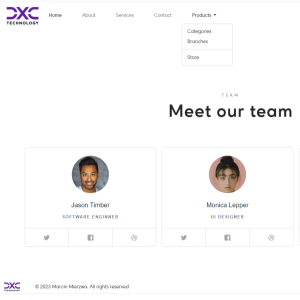 DXC
TECHNOLOGY
Home
About
Services
Contact
Products
Categories
Branches
Store
TEAM
Meet our team
Jason Timber
SOFTWARE ENGINNER
Monica Lepper
UI DESIGNER
DXC
© 2023 Marcin Mierzwa. All rights reserved